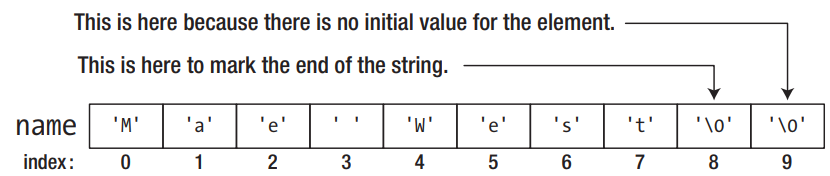 This is here because there is no initial value for the element.
This is here to mark the end of the string.
name 'M' 'a' 'e' ' ' 'W' 'e' 's' 't' '\0' '\0'
index: 0 1 2 3 4 5 6 7 8 9